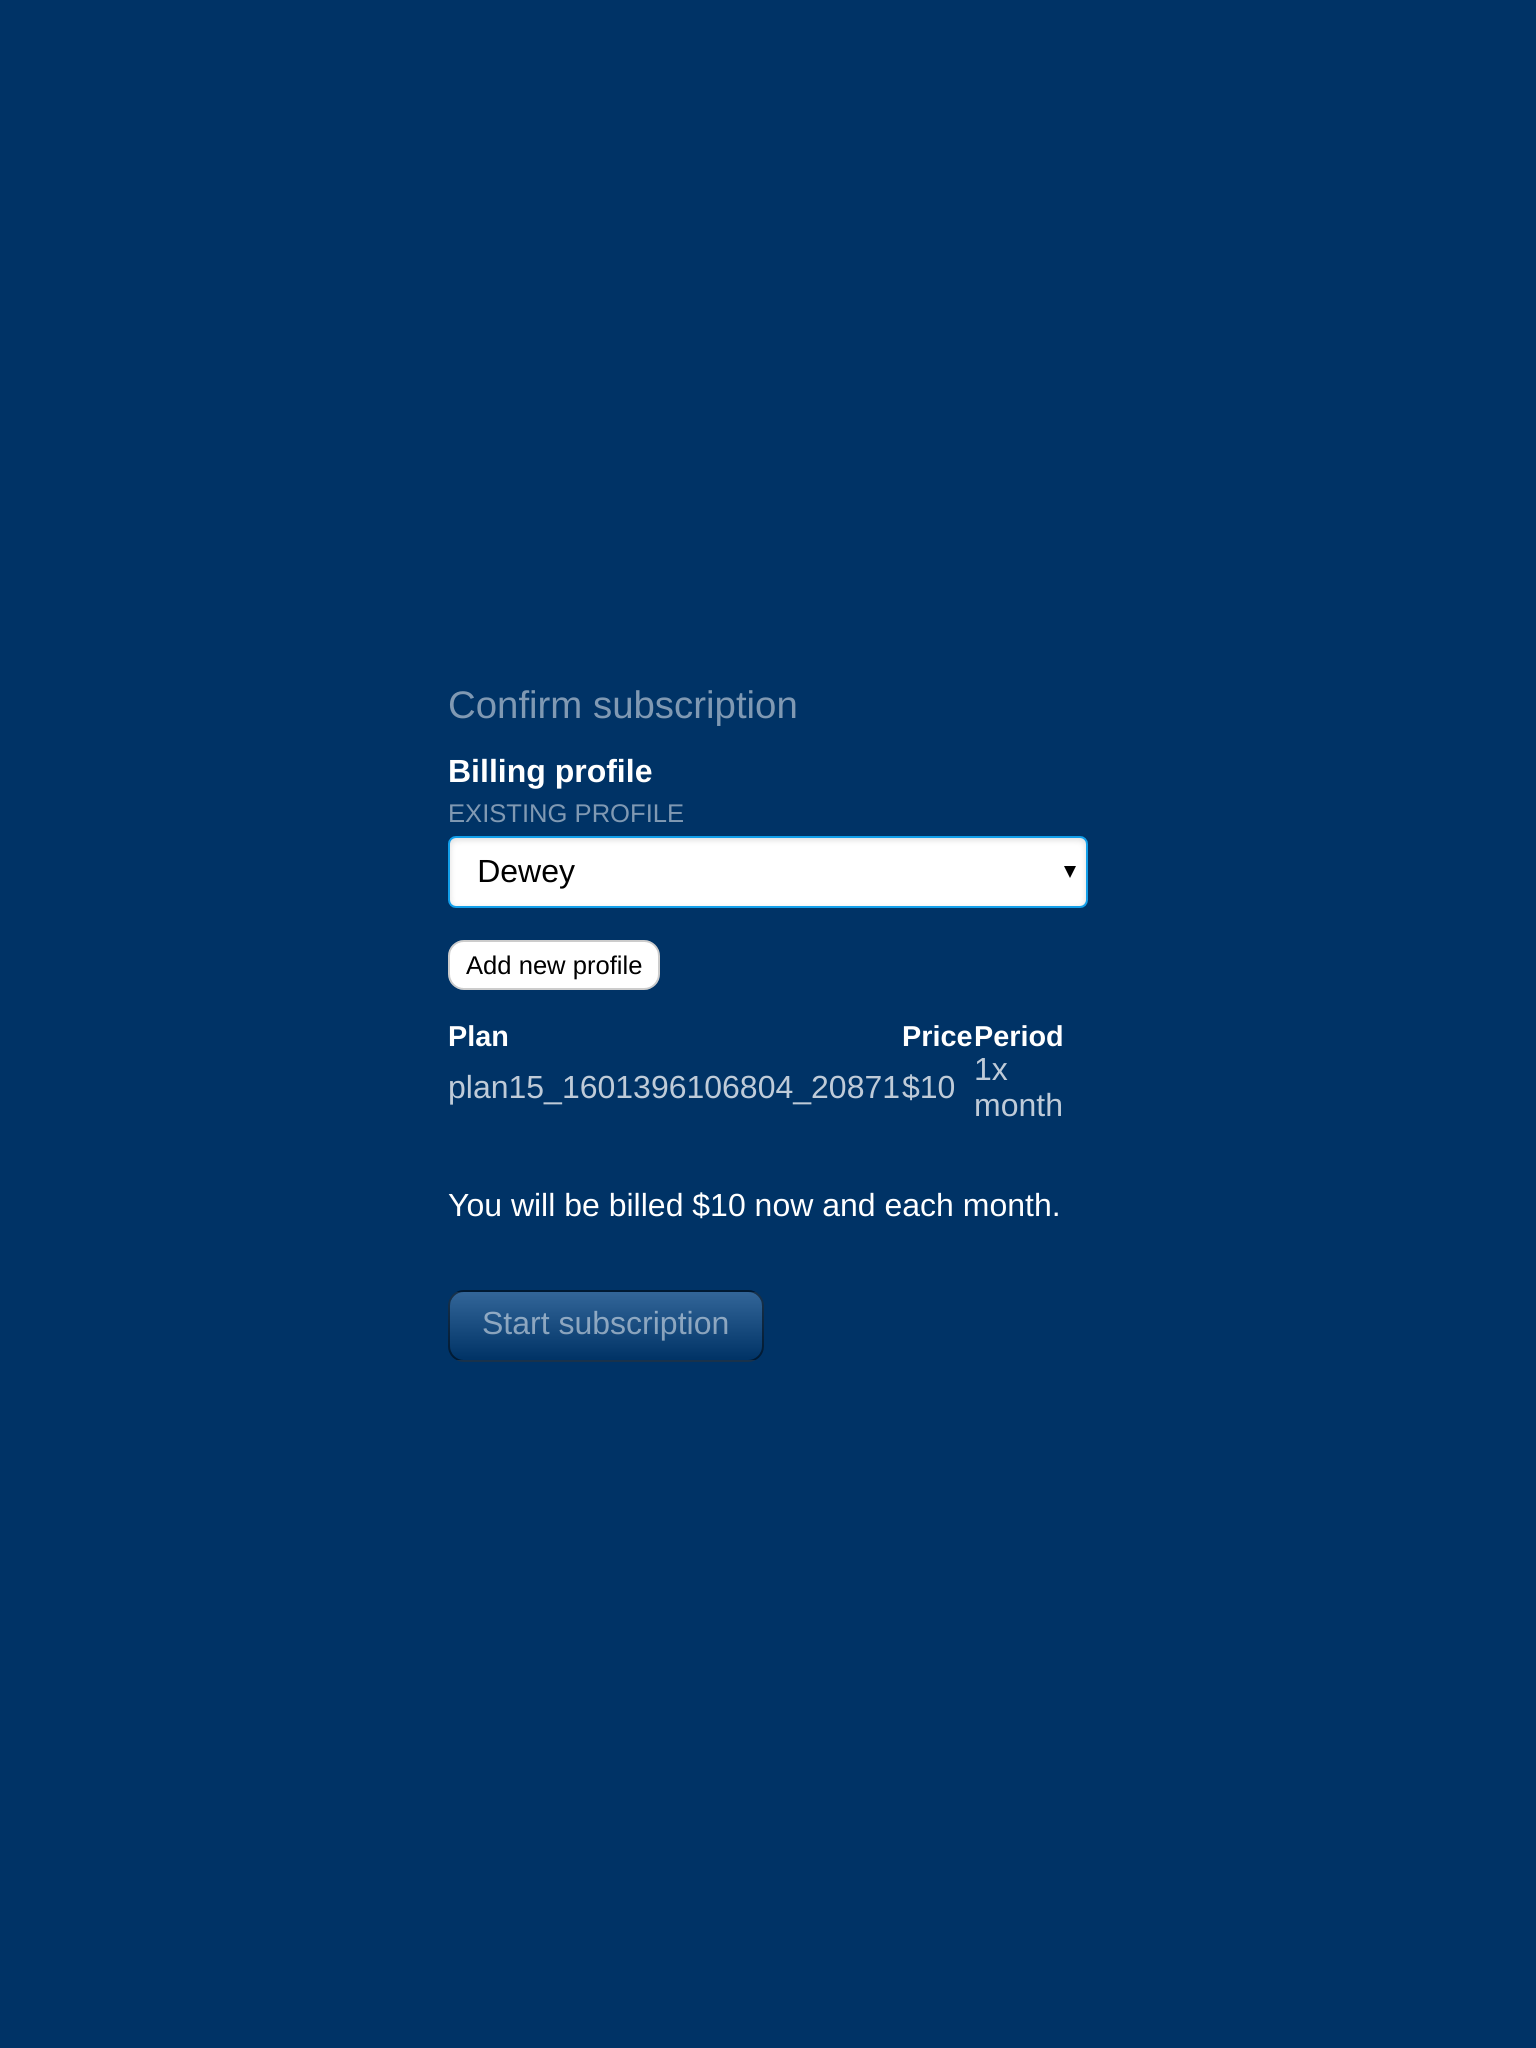 Confirm subscription
Billing profile
EXISTING PROFILE
Dewey
Add new profile
Plan Price Period
plan15_1601396106804_20871 $10 1x month
You will be billed $10 now and each month.
Start subscription